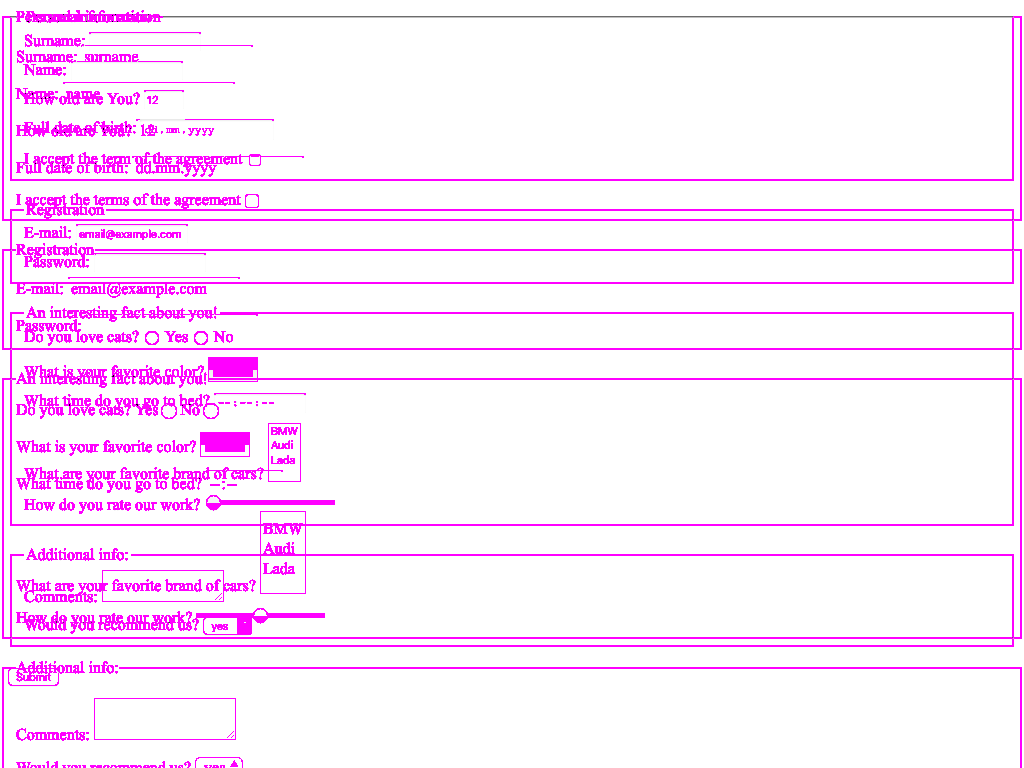 Personal information
Personal information
Surname:
Surname: surname
Name:
Name: name
How old are You? 12
How old are You? 12
Full date of birth: dd.mm.yyyy
I accept the term of the agreement
Full date of birth: dd.mm.yyyy
I accept the terms of the agreement
Registration
E-mail: email@example.com
Registration
Password:
E-mail: email@example.com
An interesting fact about you!
Password:
Do you love cats? Yes No
What is your favorite color?
An interesting fact about you!
What time do you go to bed? --:--:--
Do you love cats? Yes No
BMW
Audi
Lada
What is your favorite color?
What are your favorite brand of cars?
What time do you go to bed? --:--
How do you rate our work?
BMW
Audi
Lada
Additional info:
What are your favorite brand of cars?
Comments:
How do you rate our work?
Would you recommend us? yes
Additional info:
Submit
Comments:
Would you recommend us? yes